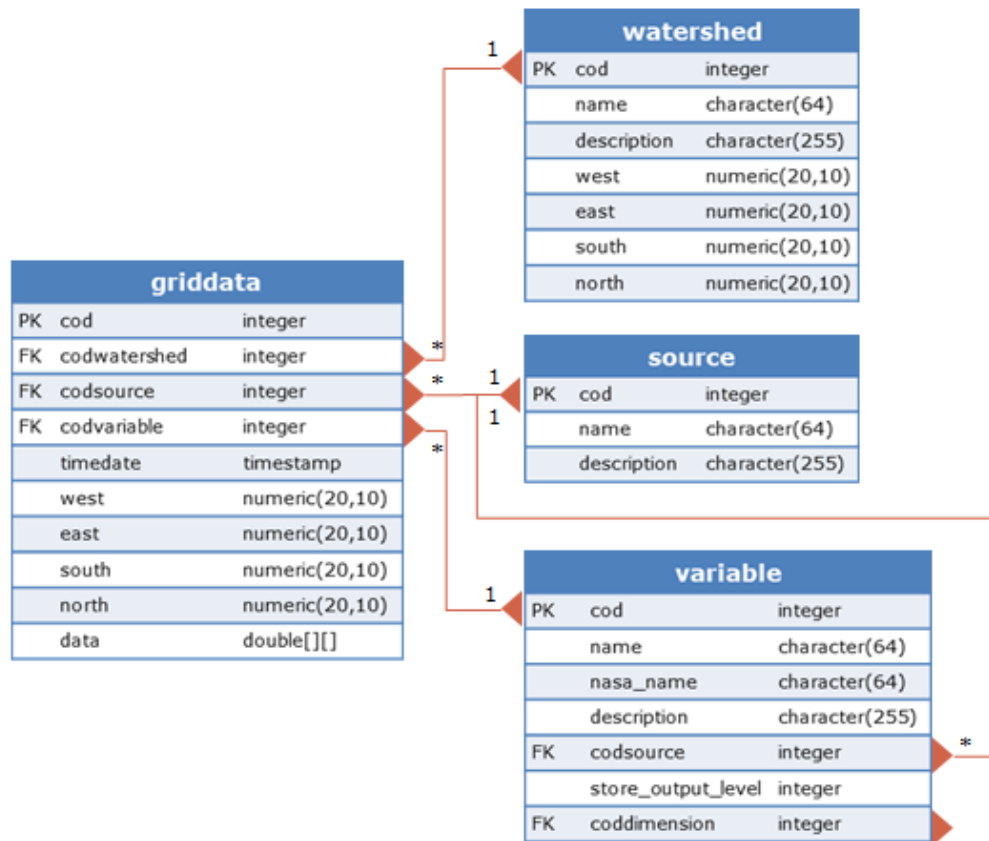 watershed
PK cod integer
name character(64)
description character(255)
west numeric(20,10)
east numeric(20,10)
south numeric(20,10)
north numeric(20,10)
1
griddata
PK cod integer
FK codwatershed integer
FK codsource integer
FK codvariable integer
timedate timestamp
west numeric(20,10)
east numeric(20,10)
south numeric(20,10)
north numeric(20,10)
data double[][]
*
*
*
source
PK cod integer
name character(64)
description character(255)
1
1
variable
PK cod integer
name character(64)
nasa_name character(64)
description character(255)
FK codsource integer
store_output_level integer
FK coddimension integer
1
*